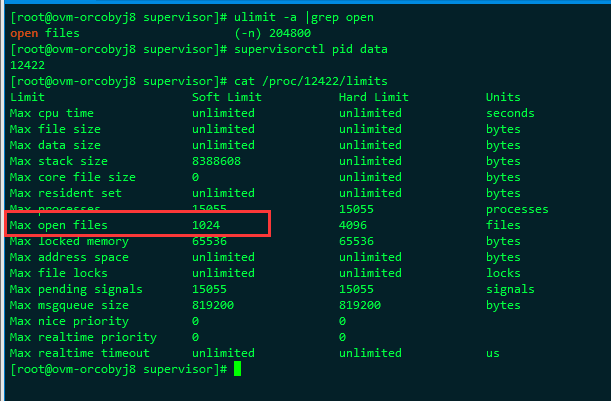 [root@ovm-orcobyj8 supervisor]# ulimit -a |grep open
open files                      (-n) 204800
[root@ovm-orcobyj8 supervisor]# supervisorctl pid data
12422
[root@ovm-orcobyj8 supervisor]# cat /proc/12422/limits
Limit                     Soft Limit           Hard Limit           Units
Max cpu time              unlimited            unlimited            seconds
Max file size             unlimited            unlimited            bytes
Max data size             unlimited            unlimited            bytes
Max stack size            8388608              unlimited            bytes
Max core file size        0                    unlimited            bytes
Max resident set          unlimited            unlimited            bytes
Max processes             15055                15055                processes
Max open files            1024                 4096                 files
Max locked memory         65536                65536                bytes
Max address space         unlimited            unlimited            bytes
Max file locks            unlimited            unlimited            locks
Max pending signals       15055                15055                signals
Max msgqueue size         819200               819200               bytes
Max nice priority         0                    0
Max realtime priority     0                    0
Max realtime timeout      unlimited            unlimited            us
[root@ovm-orcobyj8 supervisor]#